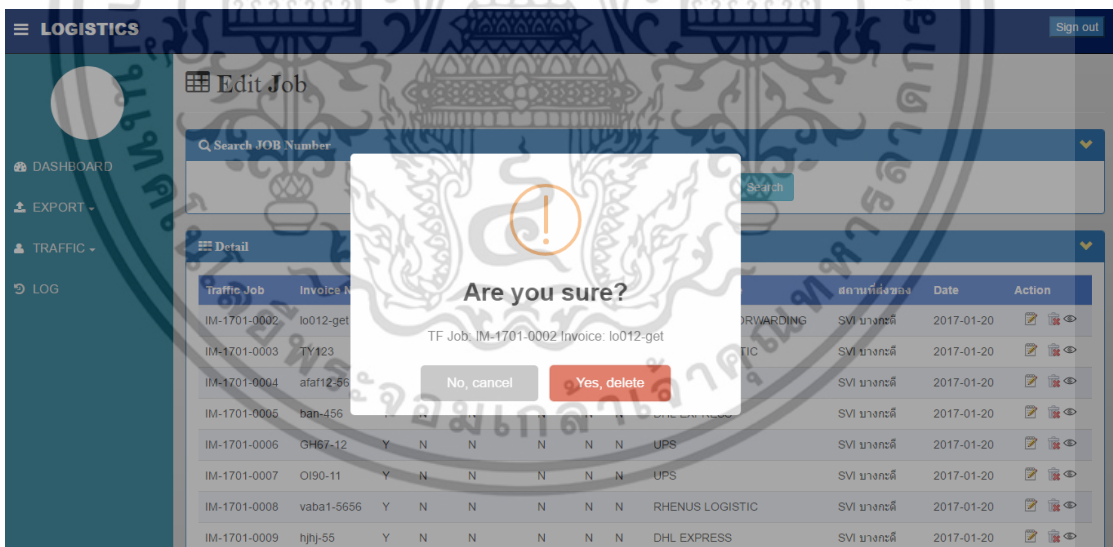 LOGISTICS
Sign out
Edit Job
DASHBOARD
EXPORT
TRAFFIC
LOG
Search JOB Number
Search
Detail
Traffic Job Invoice สถานที่ส่งของ Date Action
IM-1701-0002 lo012-get SVI บางกะดี 2017-01-20
IM-1701-0003 TY123 SVI บางกะดี 2017-01-20
IM-1701-0004 SVI บางกะดี 2017-01-20
IM-1701-0005 ban-456 DHL EXPRESS SVI บางกะดี 2017-01-20
IM-1701-0006 GH67-12 Y N N N N N UPS SVI บางกะดี 2017-01-20
IM-1701-0007 OI90-11 Y N N N N N UPS SVI บางกะดี 2017-01-20
IM-1701-0008 vaba1-5656 Y N N N N N RHENUS LOGISTIC SVI บางกะดี 2017-01-20
IM-1701-0009 hjhj-55 Y N N N N N DHL EXPRESS SVI บางกะดี 2017-01-20
Are you sure?
TF Job: IM-1701-0002 Invoice: lo012-get
No, cancel
Yes, delete